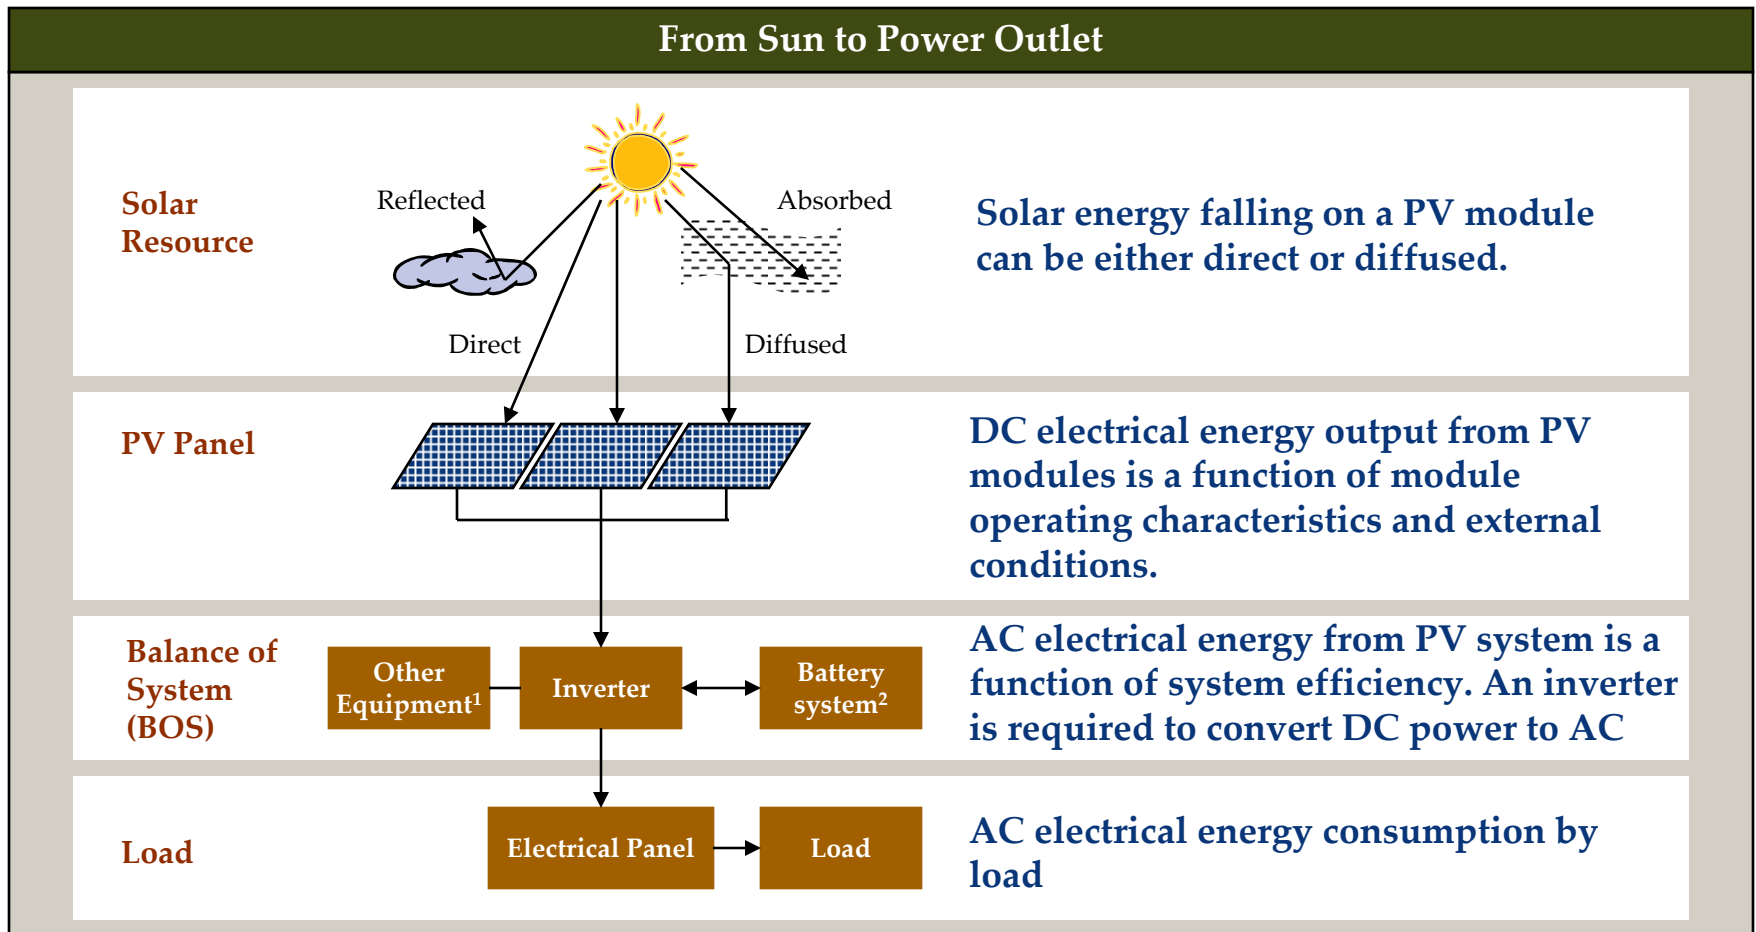 From Sun to Power Outlet
Solar
Resource
Reflected
Absorbed
Direct
Diffused
Solar energy falling on a PV module
can be either direct or diffused.
PV Panel
DC electrical energy output from PV
modules is a function of module
operating characteristics and external
conditions.
Balance of
System
(BOS)
Other
Equipment¹
Inverter
Battery
system²
AC electrical energy from PV system is a
function of system efficiency. An inverter
is required to convert DC power to AC
Load
Electrical Panel
Load
AC electrical energy consumption by
load